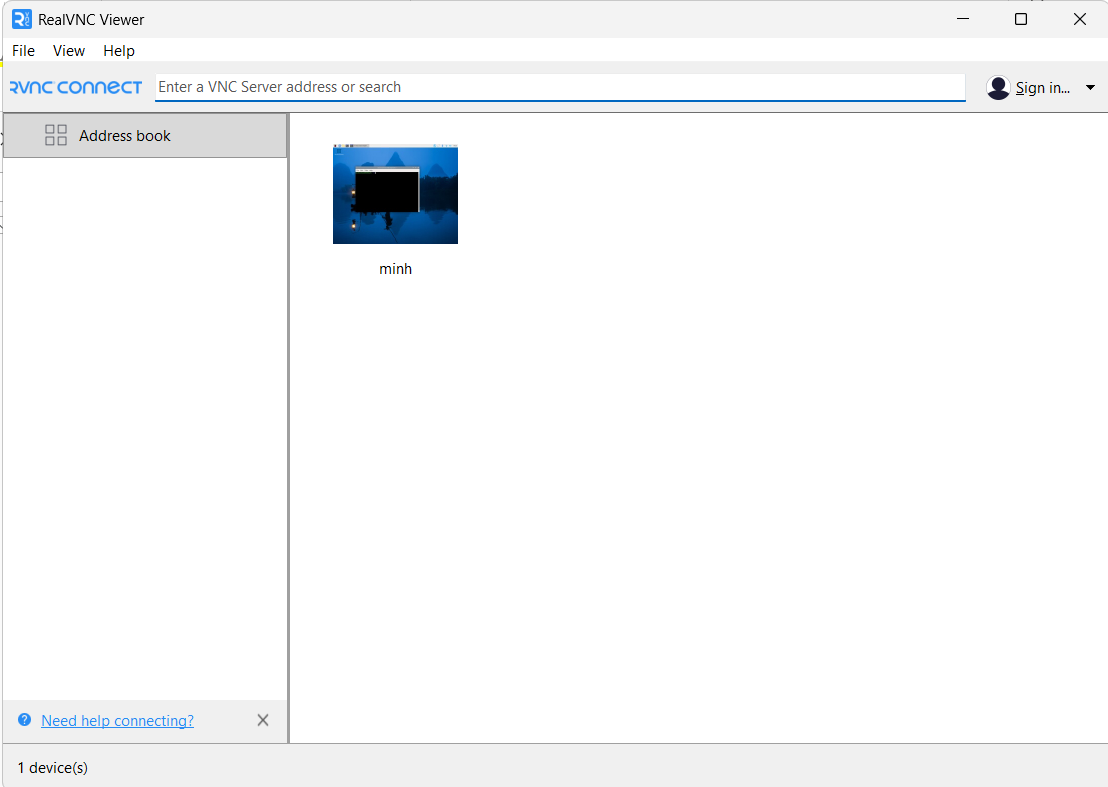 RealVNC Viewer
File View Help
RVNC CONNECT Enter a VNC Server address or search Sign in...
Address book
minh
Need help connecting?
1 device(s)